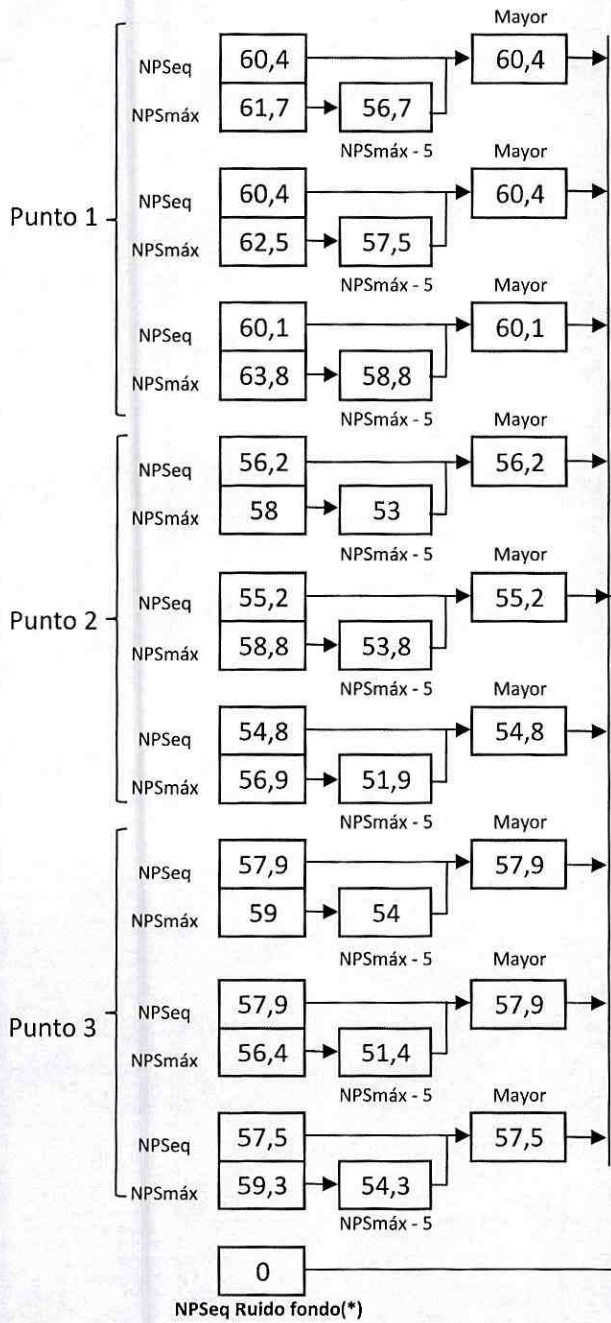 Mayor
NPSeq 60,4 60,4
NPSmáx 61,7 56,7
NPSmáx - 5
Mayor
NPSeq 60,4 60,4
Punto 1
NPSmáx 62,5 57,5
NPSmáx - 5
Mayor
NPSeq 60,1 60,1
NPSmáx 63,8 58,8
NPSmáx - 5
Mayor
NPSeq 56,2 56,2
NPSmáx 58 53
NPSmáx - 5
Mayor
NPSeq 55,2 55,2
Punto 2
NPSmáx 58,8 53,8
NPSmáx - 5
Mayor
NPSeq 54,8 54,8
NPSmáx 56,9 51,9
NPSmáx - 5
Mayor
NPSeq 57,9 57,9
NPSmáx 59 54
NPSmáx - 5
Mayor
NPSeq 57,9 57,9
Punto 3
NPSmáx 56,4 51,4
NPSmáx - 5
Mayor
NPSeq 57,5 57,5
NPSmáx 59,3 54,3
NPSmáx - 5
0
NPSeq Ruido fondo(*)